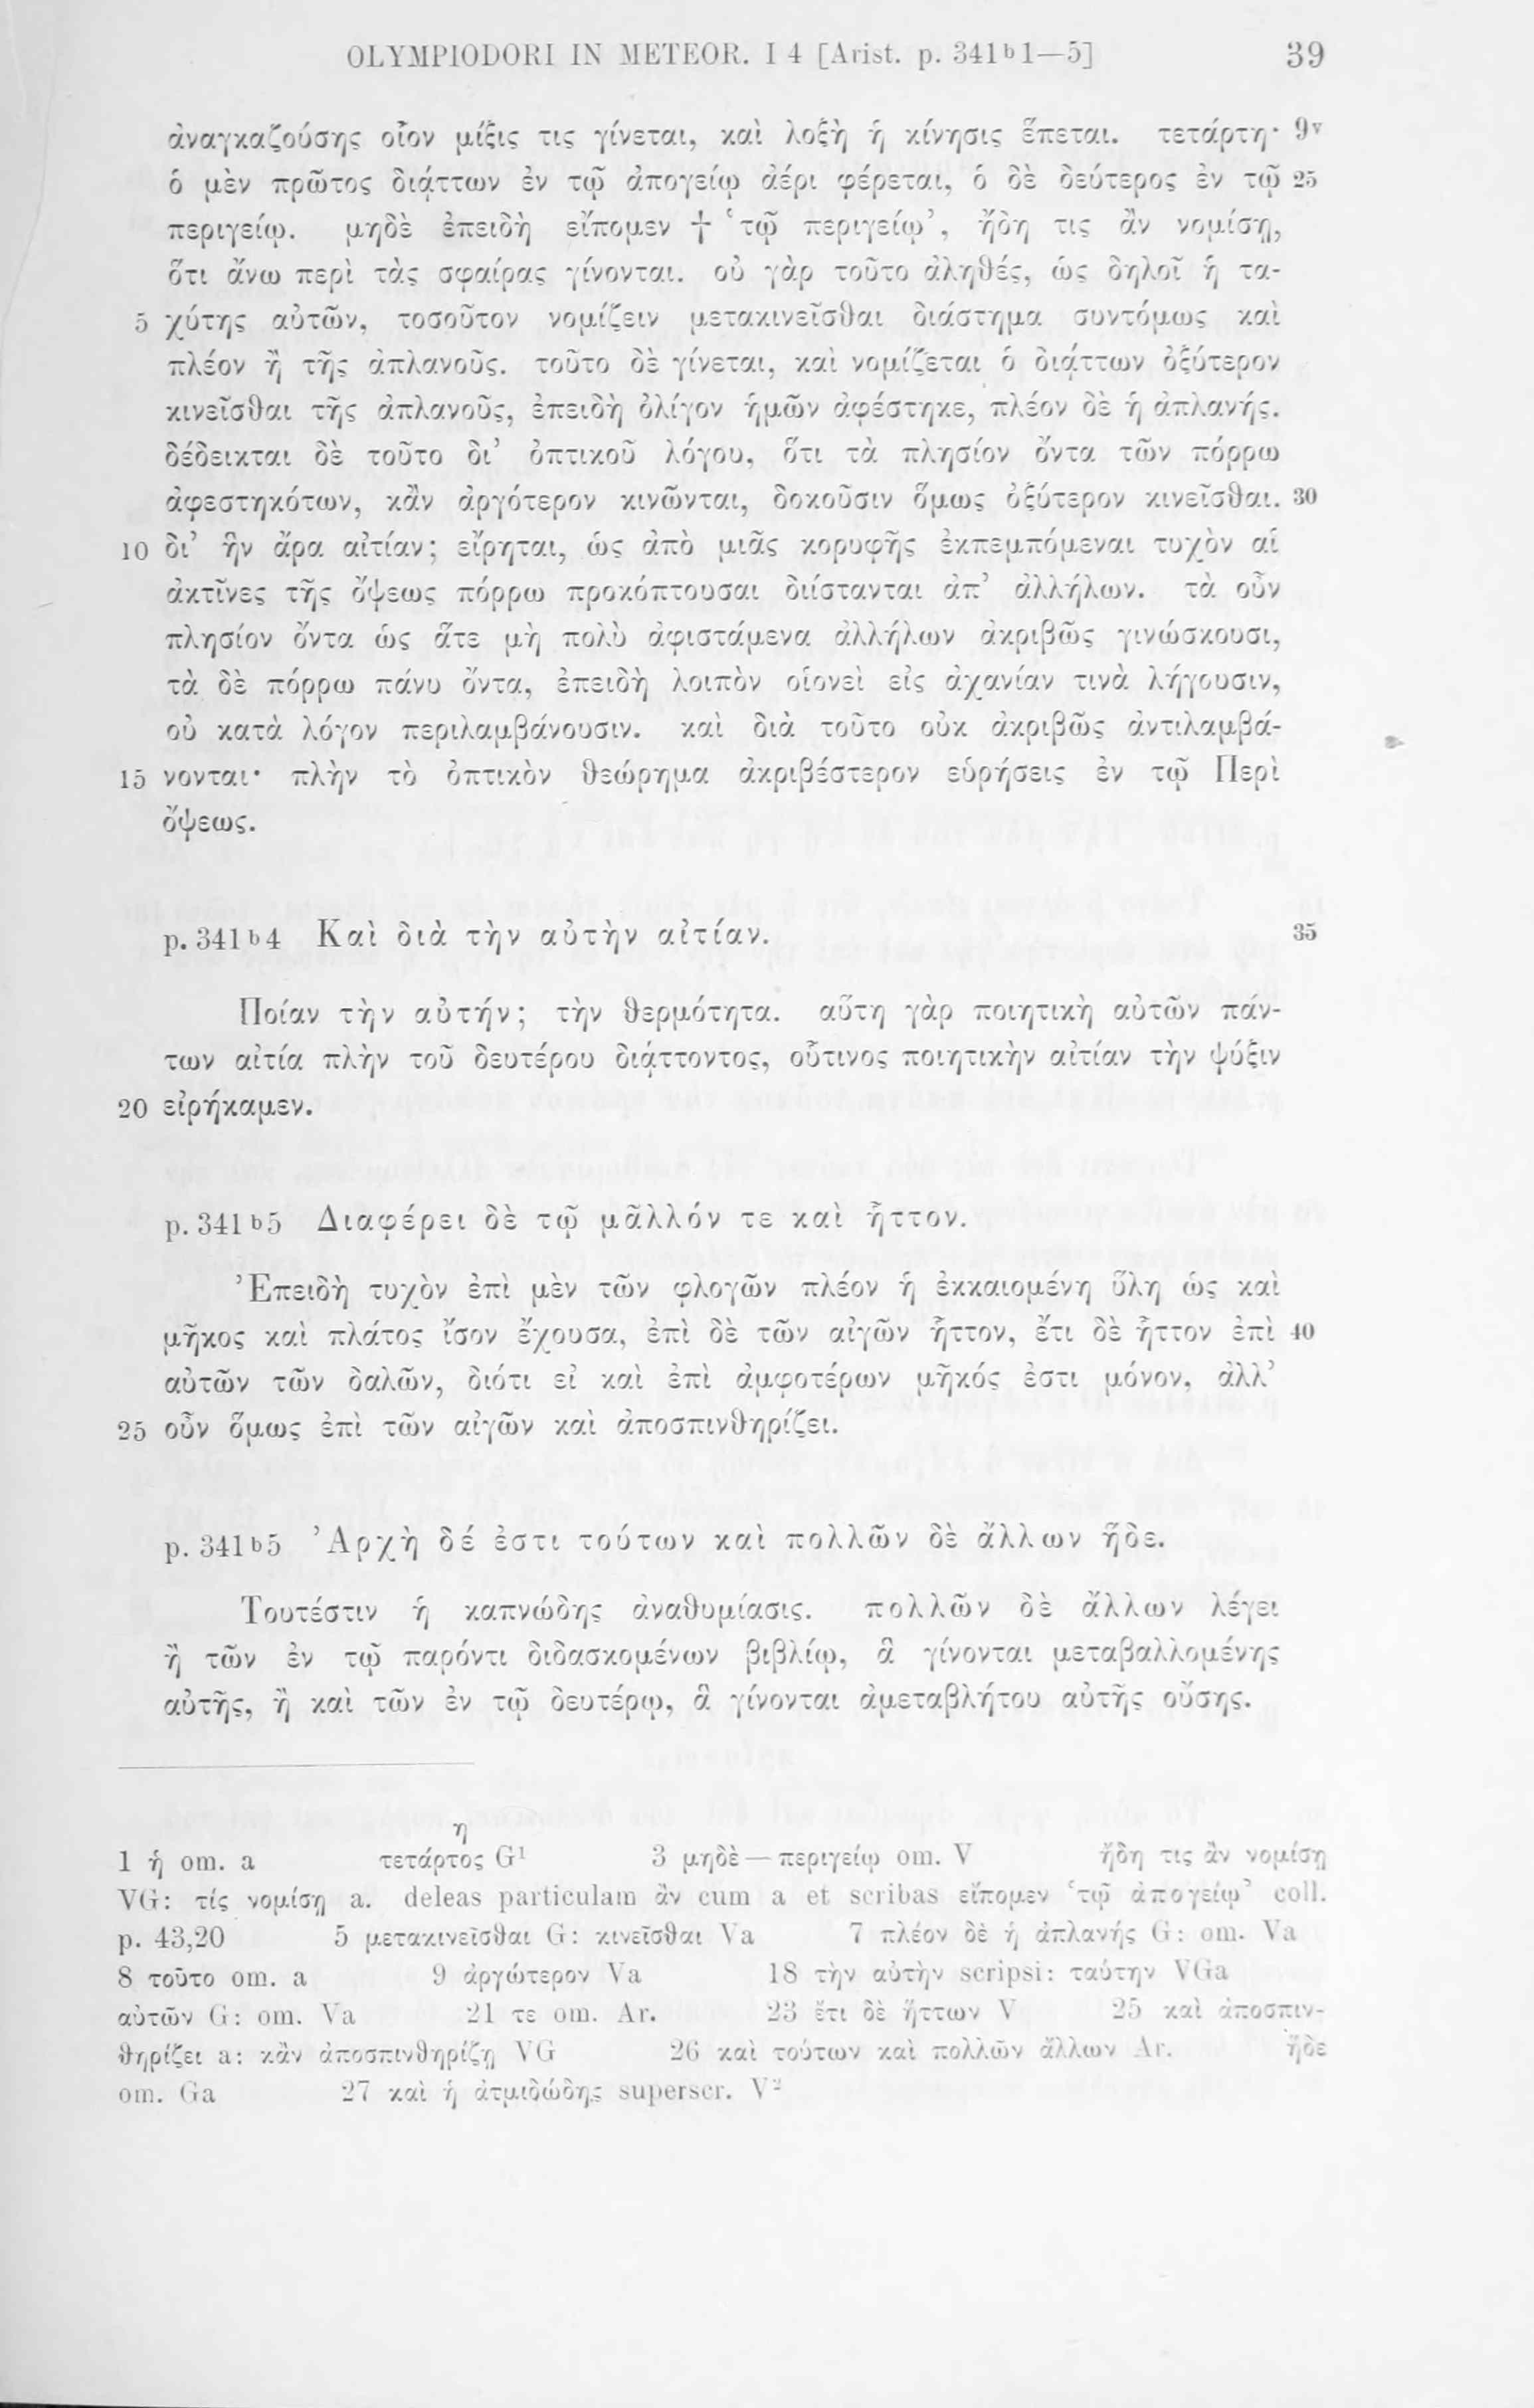 OLYMPIODORI IN METEOR. I 4 [Arist. p. 341ᵇ1—5] 39
ἀναγκαζούσης οἷον μίξις τις γίνεται, καὶ λοξὴ ἡ κίνησις ἕπεται. τετάρτη· 9ᵛ
ὁ μὲν πρῶτος διᾴττων ἐν τῷ ἀπογείῳ ἀέρι φέρεται, ὁ δὲ δεύτερος ἐν τῷ 25
περιγείῳ. μηδὲ ἐπειδὴ εἴπομεν † ‘τῷ περιγείῳ’, ἤδη τις ἂν νομίσῃ,
ὅτι ἄνω περὶ τὰς σφαίρας γίνονται. οὐ γὰρ τοῦτο ἀληθές, ὡς δηλοῖ ἡ τα-
5 χύτης αὐτῶν, τοσοῦτον νομίζειν μετακινεῖσθαι διάστημα συντόμως καὶ
πλέον ἢ τῆς ἀπλανοῦς. τοῦτο δὲ γίνεται, καὶ νομίζεται ὁ διᾴττων ὀξύτερον
κινεῖσθαι τῆς ἀπλανοῦς, ἐπειδὴ ὀλίγον ἡμῶν ἀφέστηκε, πλέον δὲ ἡ ἀπλανής.
δέδεικται δὲ τοῦτο δι’ ὀπτικοῦ λόγου, ὅτι τὰ πλησίον ὄντα τῶν πόρρω
ἀφεστηκότων, κἂν ἀργότερον κινῶνται, δοκοῦσιν ὅμως ὀξύτερον κινεῖσθαι. 30
10 δι’ ἣν ἄρα αἰτίαν; εἴρηται, ὡς ἀπὸ μιᾶς κορυφῆς ἐκπεμπόμεναι τυχὸν αἱ
ἀκτῖνες τῆς ὄψεως πόρρω προκόπτουσαι διίστανται ἀπ’ ἀλλήλων. τὰ οὖν
πλησίον ὄντα ὡς ἅτε μὴ πολὺ ἀφιστάμενα ἀλλήλων ἀκριβῶς γινώσκουσι,
τὰ δὲ πόρρω πάνυ ὄντα, ἐπειδὴ λοιπὸν οἱονεὶ εἰς ἀχανίαν τινὰ λήγουσιν,
οὐ κατὰ λόγον περιλαμβάνουσιν. καὶ διὰ τοῦτο οὐκ ἀκριβῶς ἀντιλαμβά-
15 νονται· πλὴν τὸ ὀπτικὸν θεώρημα ἀκριβέστερον εὑρήσεις ἐν τῷ Περὶ
ὄψεως.
p. 341ᵇ4 Καὶ διὰ τὴν αὐτὴν αἰτίαν. 35
Ποίαν τὴν αὐτήν; τὴν θερμότητα. αὕτη γὰρ ποιητικὴ αὐτῶν πάν-
των αἰτία πλὴν τοῦ δευτέρου διᾴττοντος, οὗτινος ποιητικὴν αἰτίαν τὴν ψύξιν
20 εἰρήκαμεν.
p. 341ᵇ5 Διαφέρει δὲ τῷ μᾶλλόν τε καὶ ἧττον.
Ἐπειδὴ τυχὸν ἐπὶ μὲν τῶν φλογῶν πλέον ἡ ἐκκαιομένη ὕλη ὡς καὶ
μῆκος καὶ πλάτος ἴσον ἔχουσα, ἐπὶ δὲ τῶν αἰγῶν ἧττον, ἔτι δὲ ἧττον ἐπὶ 40
αὐτῶν τῶν δαλῶν, διότι εἰ καὶ ἐπὶ ἀμφοτέρων μῆκός ἐστι μόνον, ἀλλ’
25 οὖν ὅμως ἐπὶ τῶν αἰγῶν καὶ ἀποσπινθηρίζει.
p. 341ᵇ5 Ἀρχὴ δέ ἐστι τούτων καὶ πολλῶν δὲ ἄλλων ἥδε.
Τουτέστιν ἡ καπνώδης ἀναθυμίασις. πολλῶν δὲ ἄλλων λέγει
ἢ τῶν ἐν τῷ παρόντι διδασκομένων βιβλίῳ, ἃ γίνονται μεταβαλλομένης
αὐτῆς, ἢ καὶ τῶν ἐν τῷ δευτέρῳ, ἃ γίνονται ἀμεταβλήτου αὐτῆς οὔσης.
η
1 ἡ om. a τετάρτος G¹ 3 μηδὲ — περιγείῳ om. V ἤδη τις ἂν νομίσῃ
VG: τίς νομίσῃ a. deleas particulam ἂν cum a et scribas εἴπομεν ‘τῷ ἀπογείῳ’ coll.
p. 43,20 5 μετακινεῖσθαι G: κινεῖσθαι Va 7 πλέον δὲ ἡ ἀπλανής G: om. Va
8 τοῦτο om. a 9 ἀργώτερον Va 18 τὴν αὐτὴν scripsi: ταύτην VGa
αὐτῶν G: om. Va 21 τε om. Ar. 23 ἔτι δὲ ἥττων V 25 καὶ ἀποσπιν-
θηρίζει a: κἂν ἀποσπινθηρίζῃ VG 26 καὶ τούτων καὶ πολλῶν ἄλλων Ar. ἥδε
om. Ga 27 καὶ ἡ ἀτμιδώδης superscr. V²